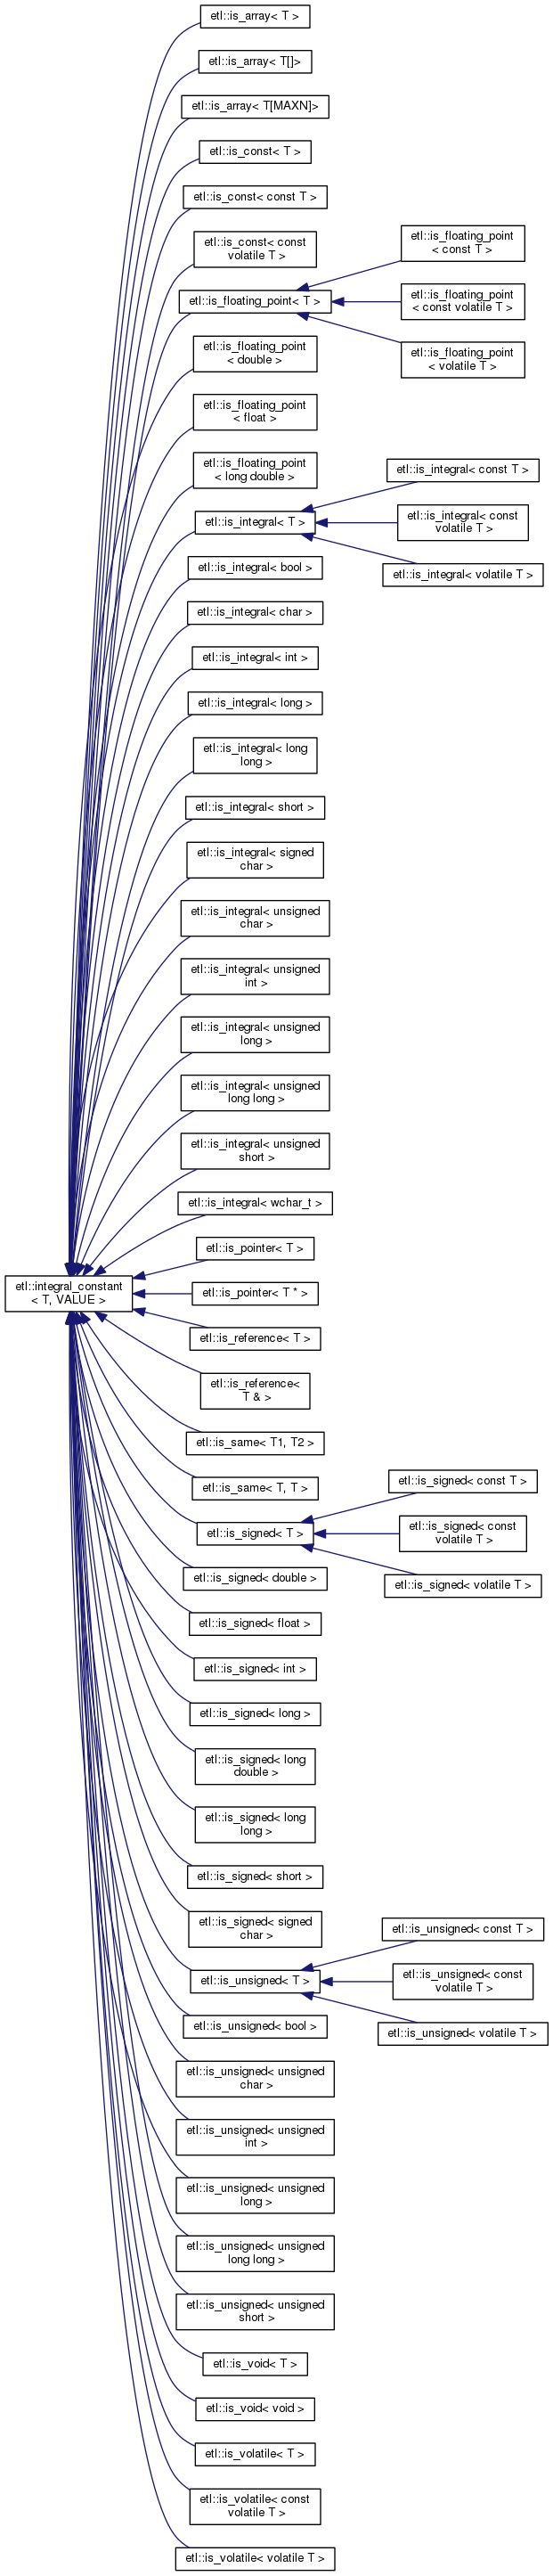 etl::is_array< T >
etl::is_array< T[]>
etl::is_array< T[MAXN]>
etl::is_const< T >
etl::is_const< const T >
etl::is_const< const
volatile T >
etl::is_floating_point
< const T >
etl::is_floating_point< T >
etl::is_floating_point
< const volatile T >
etl::is_floating_point
< double >
etl::is_floating_point
< volatile T >
etl::is_floating_point
< float >
etl::is_floating_point
< long double >
etl::is_integral< const T >
etl::is_integral< T >
etl::is_integral< const
volatile T >
etl::is_integral< bool >
etl::is_integral< volatile T >
etl::is_integral< char >
etl::is_integral< int >
etl::is_integral< long >
etl::is_integral< long
long >
etl::is_integral< short >
etl::is_integral< signed
char >
etl::is_integral< unsigned
char >
etl::is_integral< unsigned
int >
etl::is_integral< unsigned
long >
etl::is_integral< unsigned
long long >
etl::is_integral< unsigned
short >
etl::is_integral< wchar_t >
etl::is_pointer< T >
etl::integral_constant
< T, VALUE >
etl::is_pointer< T * >
etl::is_reference< T >
etl::is_reference<
T & >
etl::is_same< T1, T2 >
etl::is_same< T, T >
etl::is_signed< const T >
etl::is_signed< T >
etl::is_signed< const
volatile T >
etl::is_signed< double >
etl::is_signed< volatile T >
etl::is_signed< float >
etl::is_signed< int >
etl::is_signed< long >
etl::is_signed< long
double >
etl::is_signed< long
long >
etl::is_signed< short >
etl::is_signed< signed
char >
etl::is_unsigned< const T >
etl::is_unsigned< T >
etl::is_unsigned< const
volatile T >
etl::is_unsigned< bool >
etl::is_unsigned< volatile T >
etl::is_unsigned< unsigned
char >
etl::is_unsigned< unsigned
int >
etl::is_unsigned< unsigned
long >
etl::is_unsigned< unsigned
long long >
etl::is_unsigned< unsigned
short >
etl::is_void< T >
etl::is_void< void >
etl::is_volatile< T >
etl::is_volatile< const
volatile T >
etl::is_volatile< volatile T >